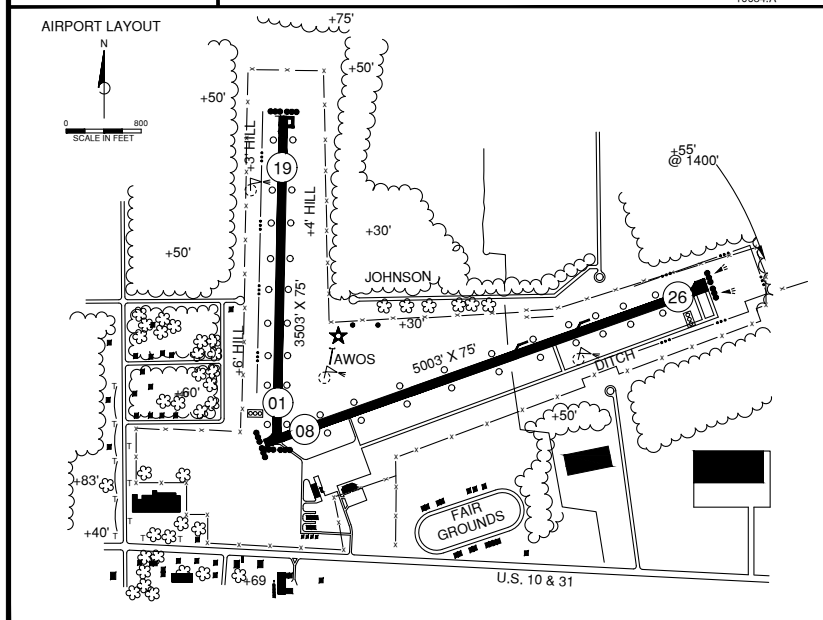 AIRPORT LAYOUT
N
0 800
SCALE IN FEET
+75'
+50'
+50'
+3' HILL
19
+4' HILL
+50'
+30'
+55'
@ 1400'
JOHNSON
26
3503' X 75'
+30'
AWOS
5003' X 75'
DITCH
+6' HILL
+60'
01
08
+50'
+83'
+40'
FAIR
GROUNDS
U.S. 10 & 31
+69